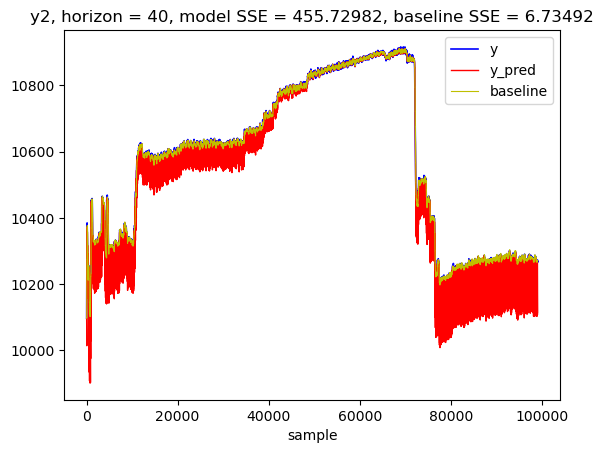 y2, horizon = 40, model SSE = 455.72982, baseline SSE = 6.73492
y
y_pred
baseline
10800
10600
10400
10200
10000
0
20000
40000
60000
80000
100000
sample